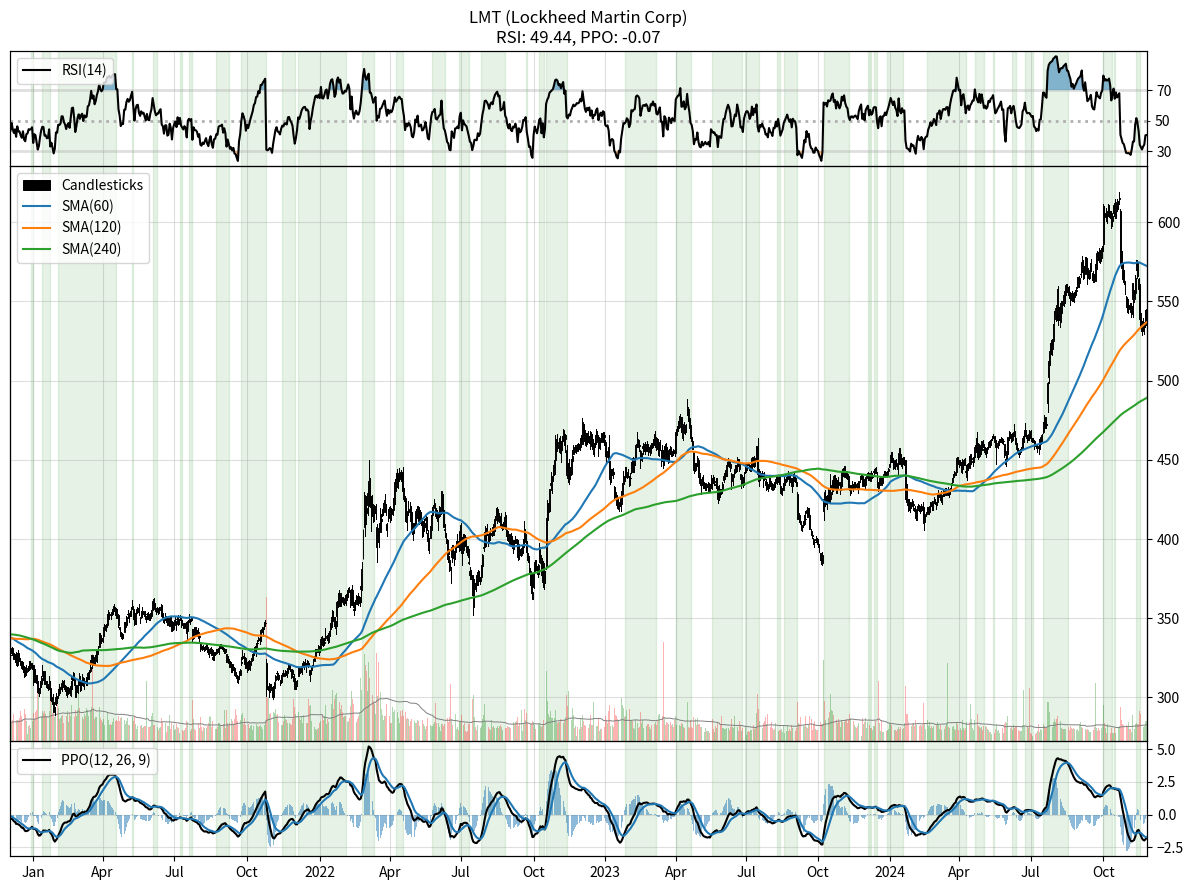 LMT (Lockheed Martin Corp)
RSI: 49.44, PPO: -0.07
RSI(14)
70
50
30
Candlesticks
SMA(60)
SMA(120)
SMA(240)
600
550
500
450
400
350
300
PPO(12, 26, 9)
5.0
2.5
0.0
−2.5
Jan Apr Jul Oct 2022 Apr Jul Oct 2023 Apr Jul Oct 2024 Apr Jul Oct